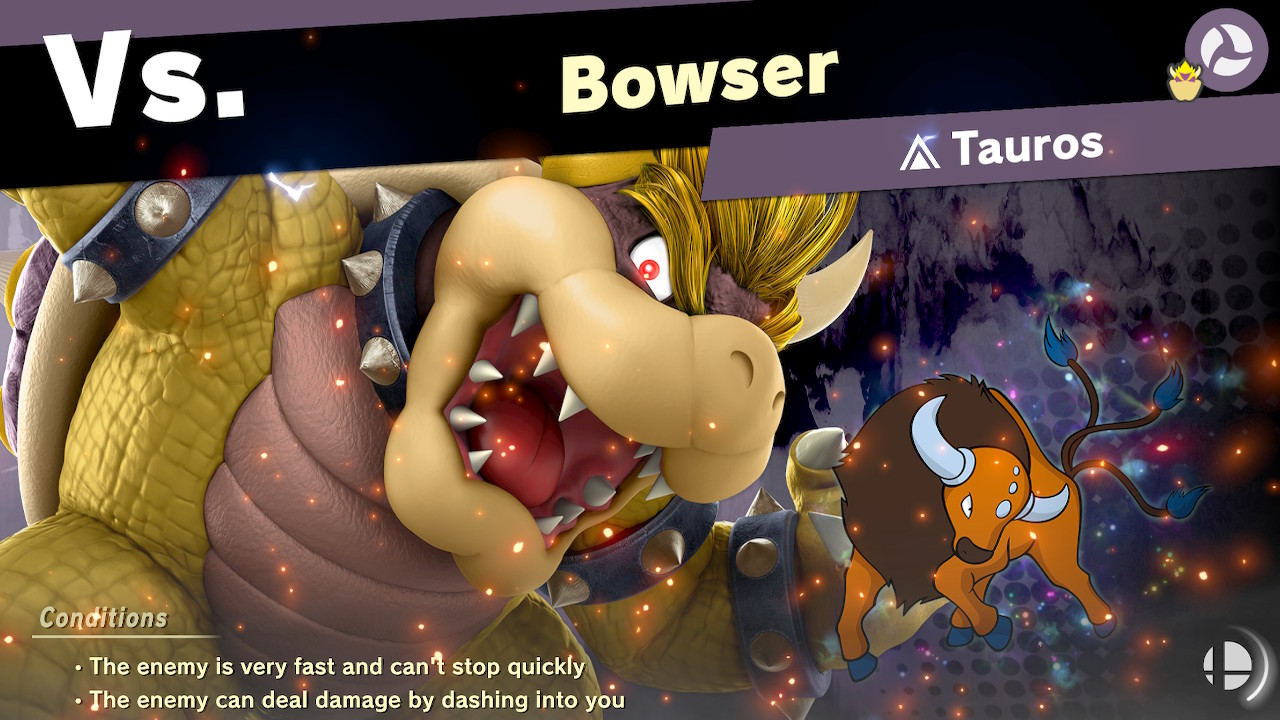 Vs.
Bowser
Tauros
Conditions
• The enemy is very fast and can't stop quickly
• The enemy can deal damage by dashing into you